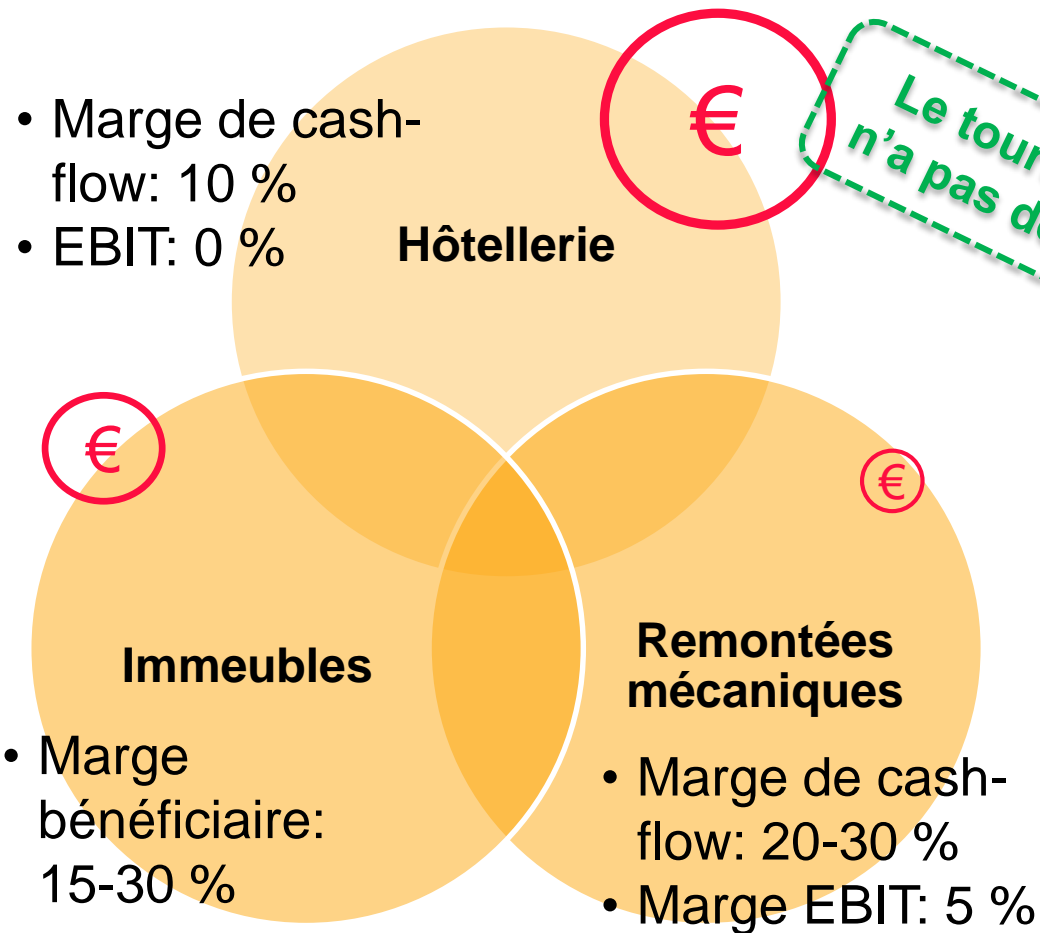 €
Le
n'a pas
• Marge de cash-
flow: 10 %
• EBIT: 0 %
Hôtellerie
€
€
Immeubles
Remontées
mécaniques
• Marge
bénéficiaire:
15-30 %
• Marge de cash-
flow: 20-30 %
• Marge EBIT: 5 %